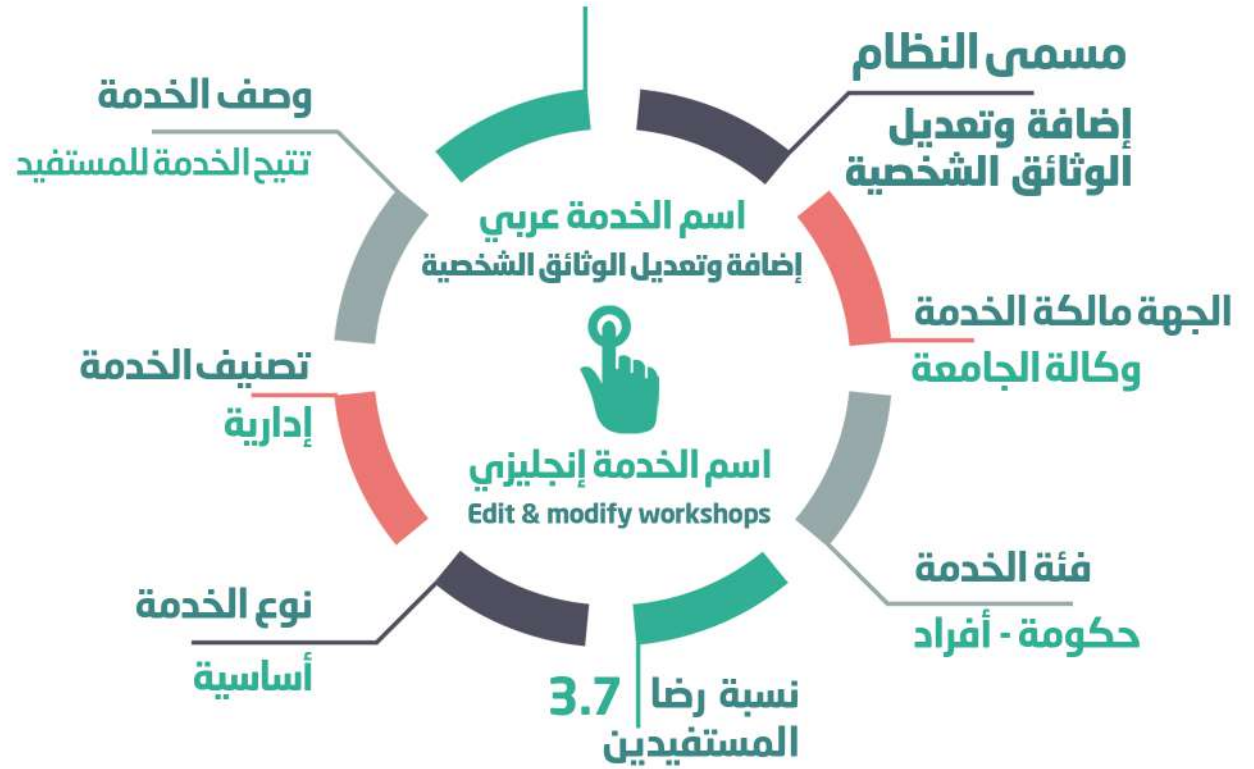 مسمى النظام
إضافة وتعديل
الوثائق الشخصية
وصف الخدمة
تتيح الخدمة للمستفيد
اسم الخدمة عربي
إضافة وتعديل الوثائق الشخصية
الجهة مالكة الخدمة
وكالة الجامعة
تصنيف الخدمة
إدارية
اسم الخدمة إنجليزي
Edit & modify workshops
فئة الخدمة
حكومة - أفراد
نوع الخدمة
أساسية
نسبة رضا 3.7
المستفيدين